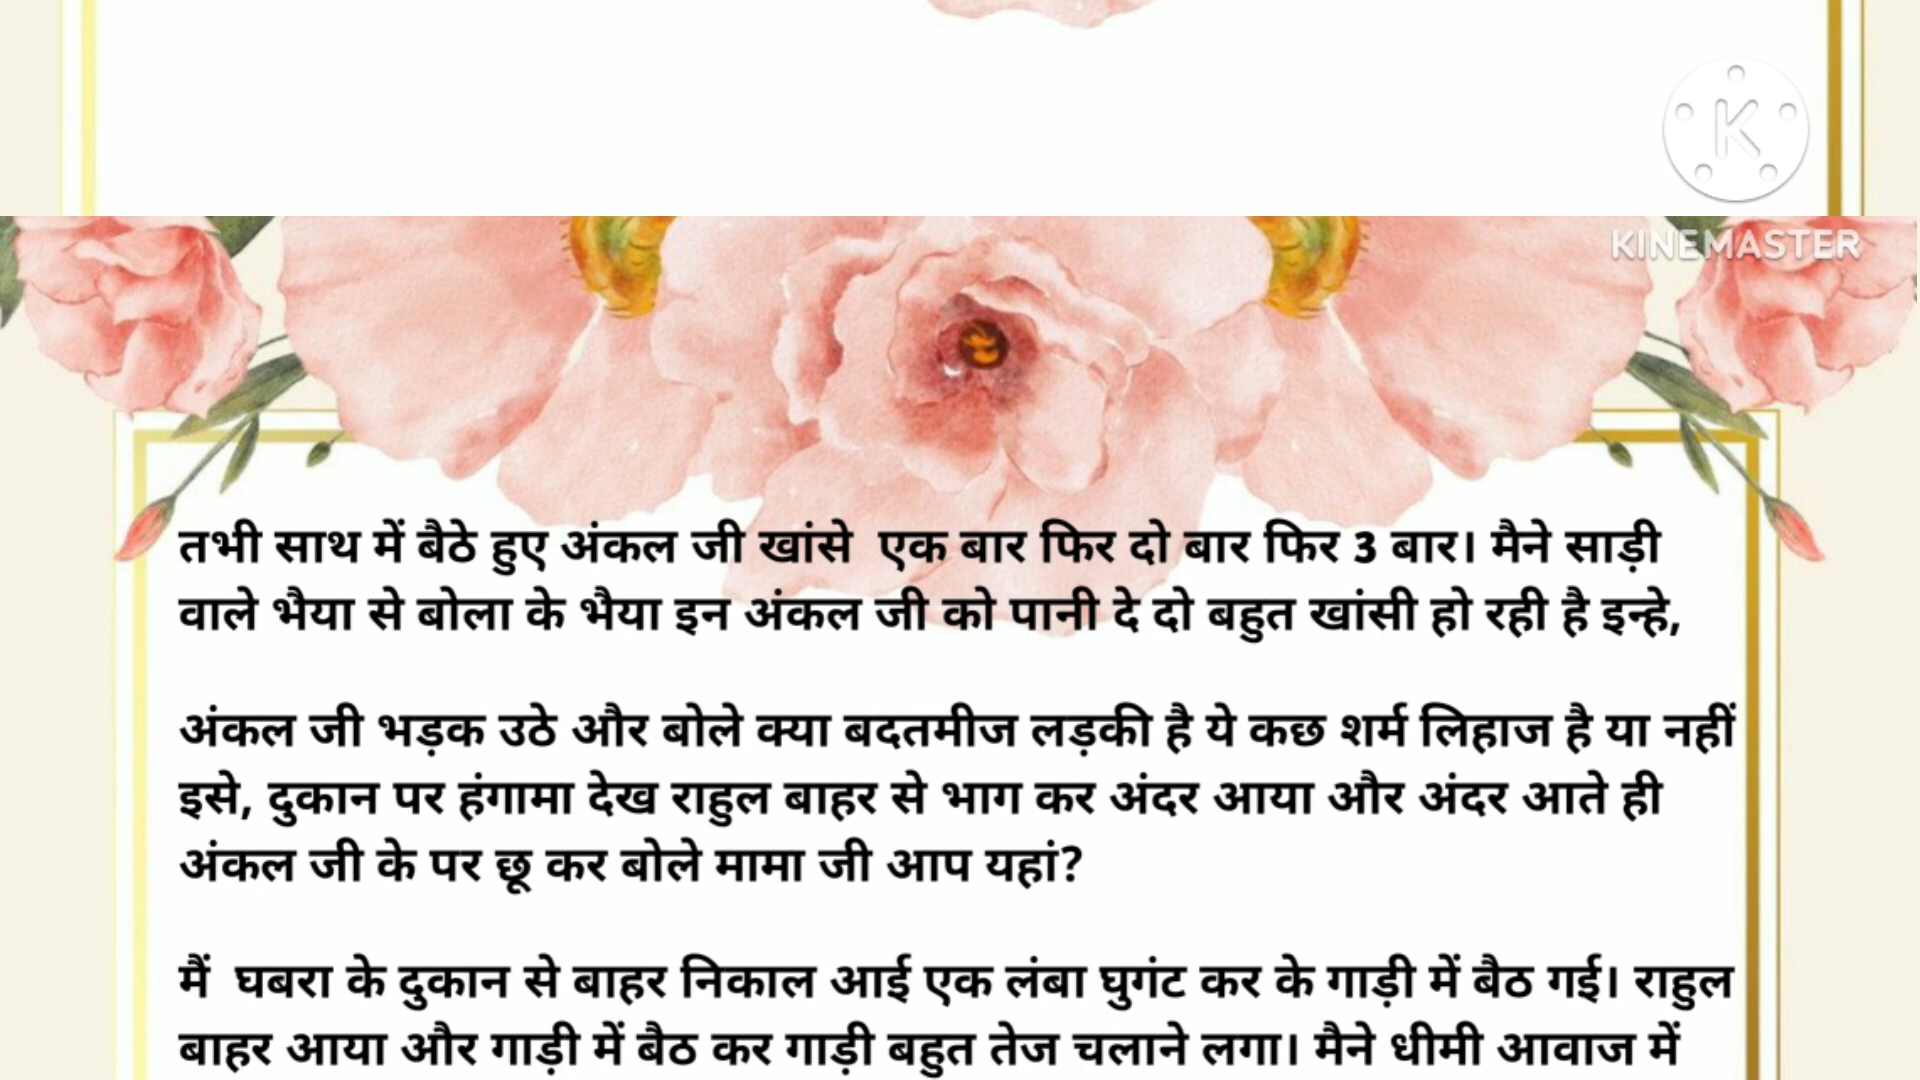 K
KINEMASTER
तभी साथ में बैठे हुए अंकल जी खांसे एक बार फिर दो बार फिर 3 बार। मैने साड़ी
वाले भैया से बोला के भैया इन अंकल जी को पानी दे दो बहुत खांसी हो रही है इन्हे,
अंकल जी भड़क उठे और बोले क्या बदतमीज लड़की है ये कछ शर्म लिहाज है या नहीं
इसे, दुकान पर हंगामा देख राहुल बाहर से भाग कर अंदर आया और अंदर आते ही
अंकल जी के पर छू कर बोले मामा जी आप यहां?
मैं घबरा के दुकान से बाहर निकाल आई एक लंबा घुगंट कर के गाड़ी में बैठ गई। राहुल
बाहर आया और गाड़ी में बैठ कर गाड़ी बहुत तेज चलाने लगा। मैने धीमी आवाज में